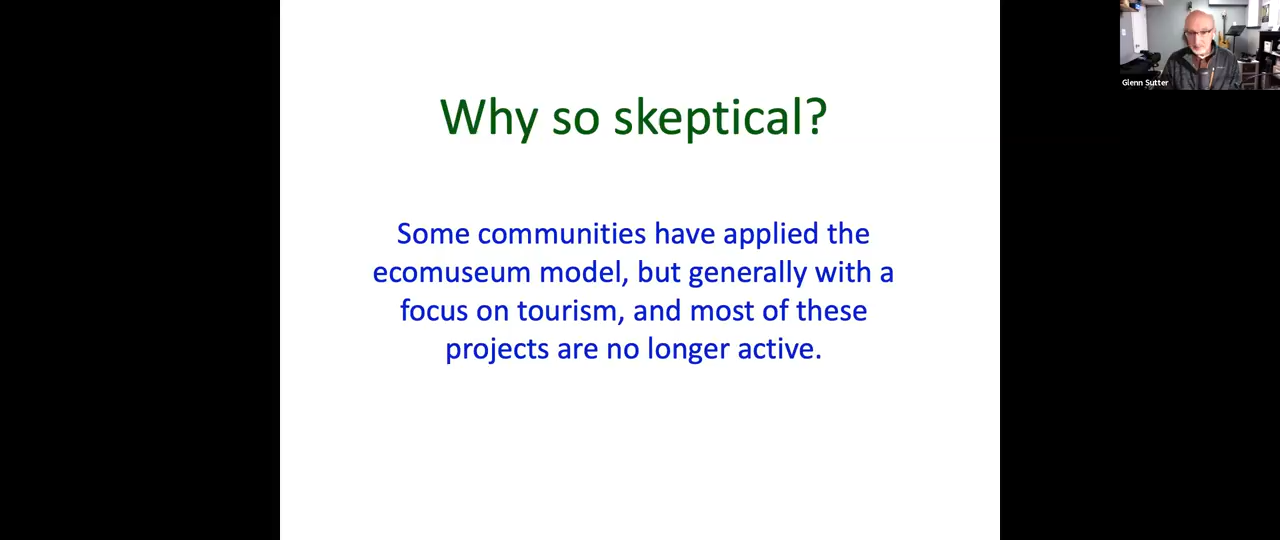 Why so skeptical?
Some communities have applied the
ecomuseum model, but generally with a
focus on tourism, and most of these
projects are no longer active.
Glenn Sutter